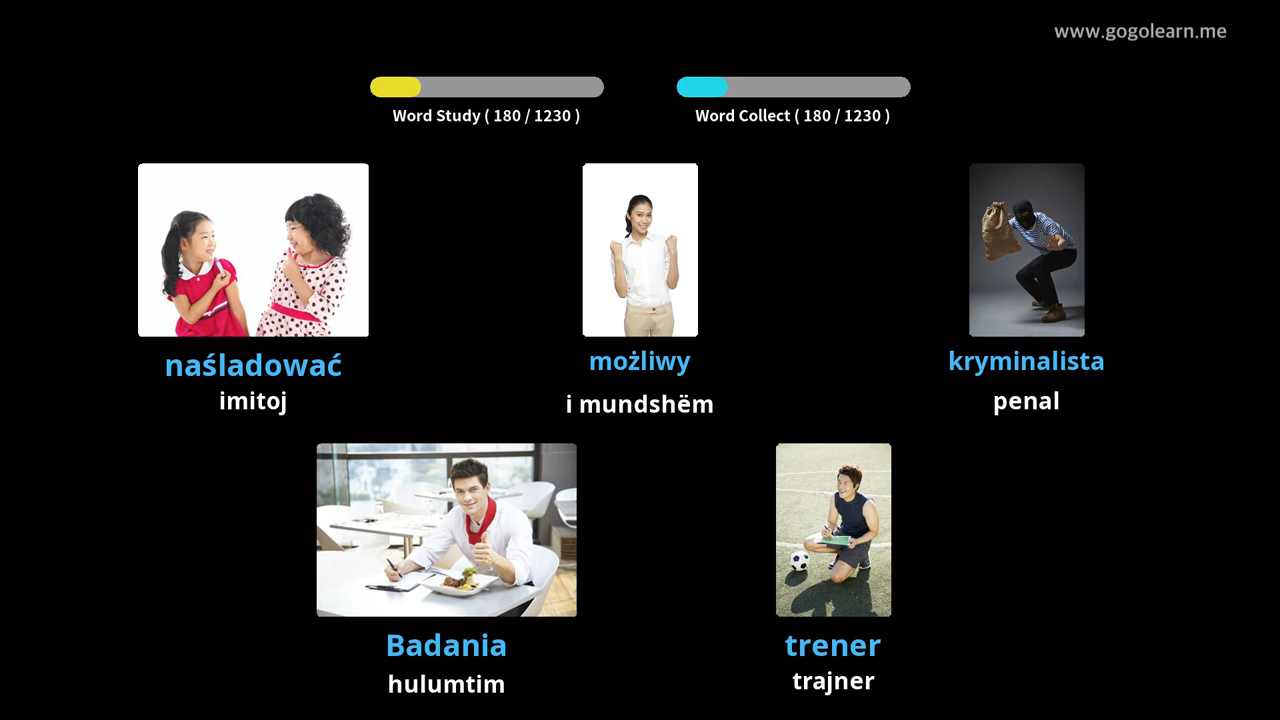 www.gogolearn.me
Word Study ( 180 / 1230 )
Word Collect ( 180 / 1230 )
naśladować
imitoj
możliwy
i mundshëm
kryminalista
penal
Badania
hulumtim
trener
trajner